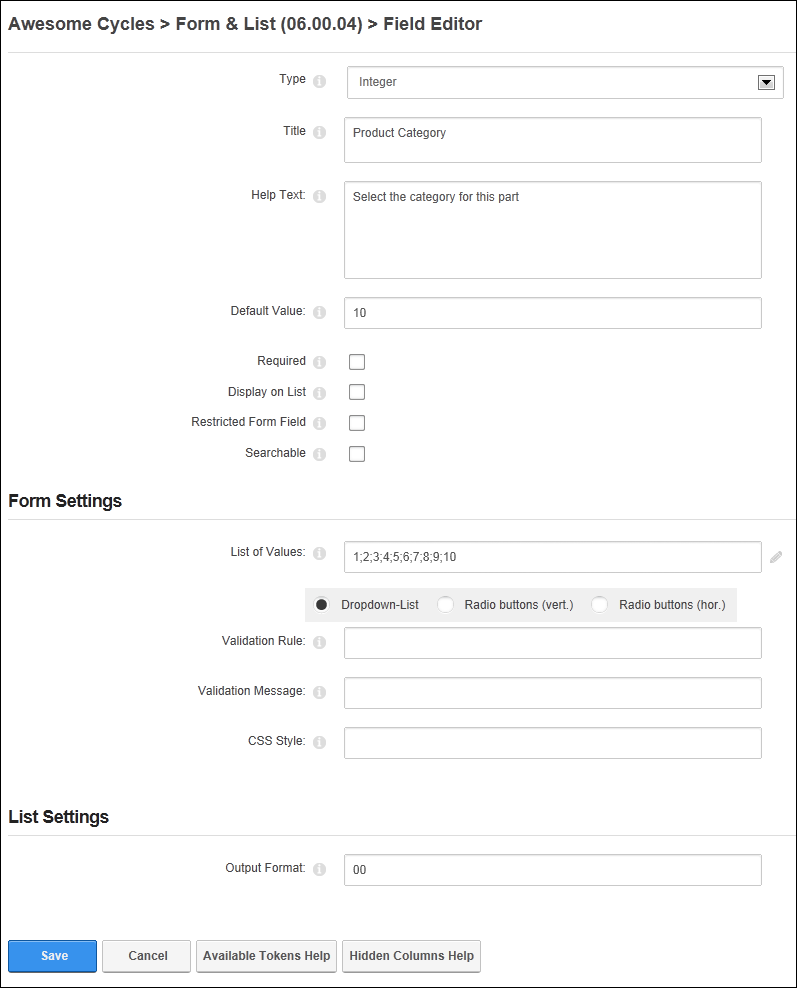 Awesome Cycles > Form & List (06.00.04) > Field Editor
Type
Integer
Title
Product Category
Help Text:
Select the category for this part
Default Value:
10
Required
Display on List
Restricted Form Field
Searchable
Form Settings
List of Values:
1;2;3;4;5;6;7;8;9;10
Dropdown-List Radio buttons (vert.) Radio buttons (hor.)
Validation Rule:
Validation Message:
CSS Style:
List Settings
Output Format:
00
Save Cancel Available Tokens Help Hidden Columns Help